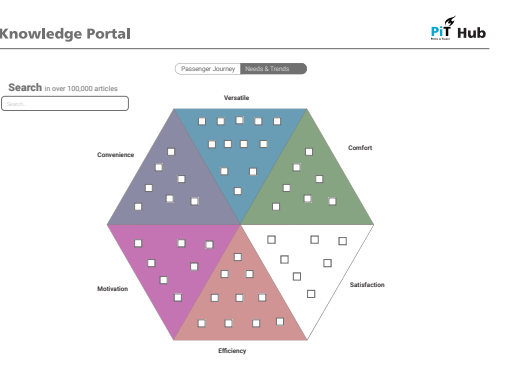 Knowledge Portal
PiT Hub
Passenger Journey Needs & Trends
Search in over 100,000 articles
Search...
Versatile
Convenience
Comfort
Motivation
Satisfaction
Efficiency